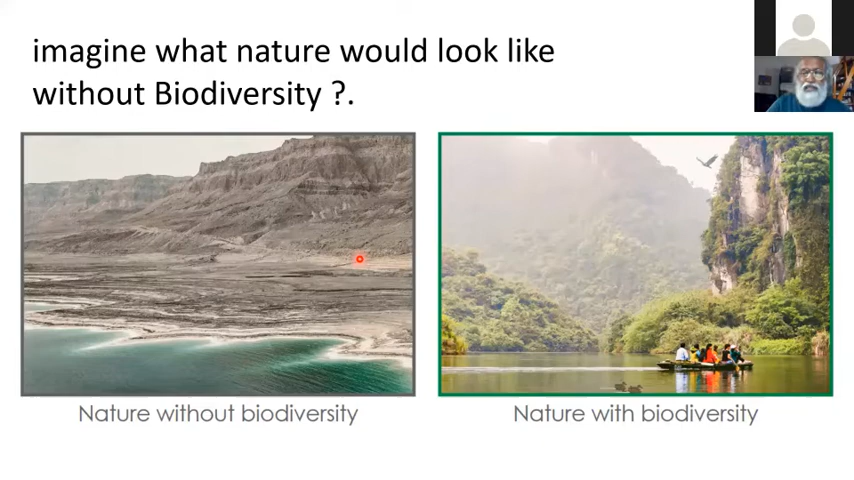 imagine what nature would look like
without Biodiversity ?.
Nature without biodiversity
Nature with biodiversity